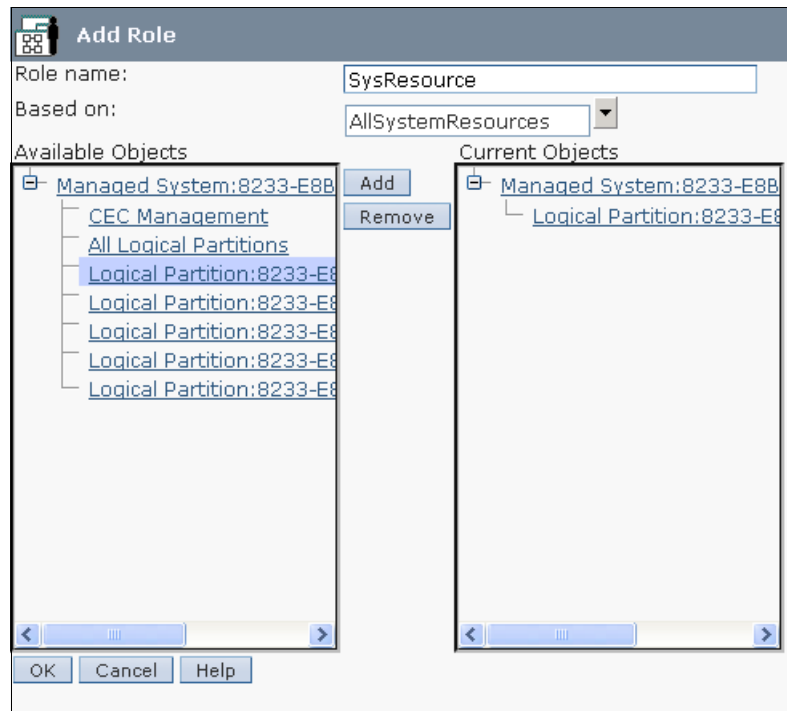 Add Role
Role name:
SysResource
Based on:
AllSystemResources
Available Objects
Managed System:8233-E8B
CEC Management
All Logical Partitions
Logical Partition:8233-E8
Logical Partition:8233-E8
Logical Partition:8233-E8
Logical Partition:8233-E8
Logical Partition:8233-E8
Add
Remove
Current Objects
Managed System:8233-E8B
Logical Partition:8233-E8
OK
Cancel
Help